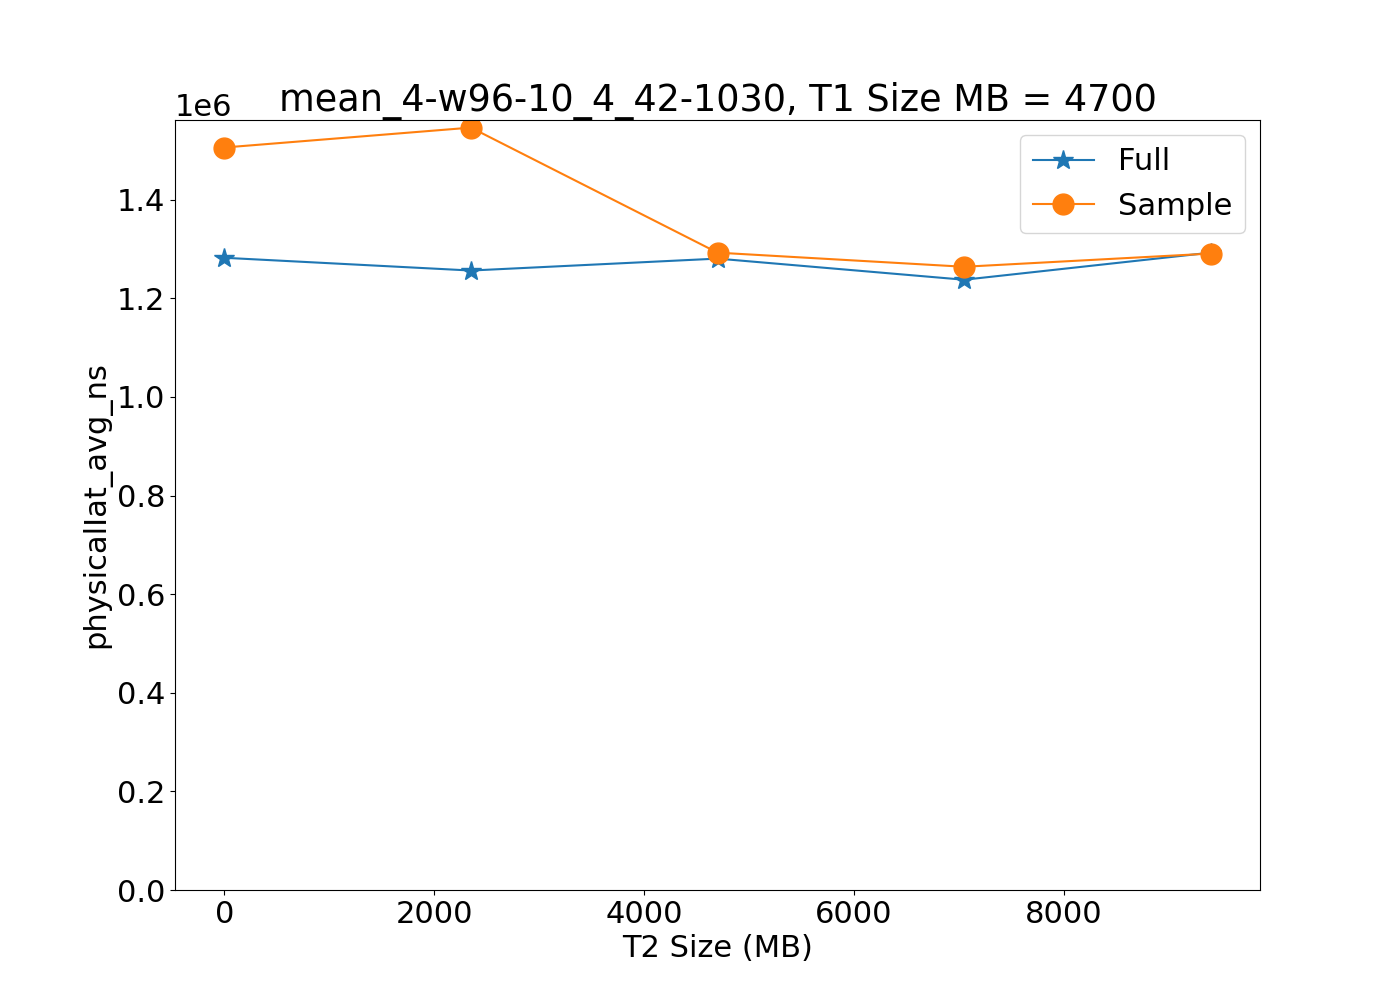 mean_4-w96-10_4_42-1030, T1 Size MB = 4700
1e6
Full
Sample
1.4
1.2
1.0
0.8
0.6
0.4
0.2
0.0
physicallat_avg_ns
0 2000 4000 6000 8000
T2 Size (MB)